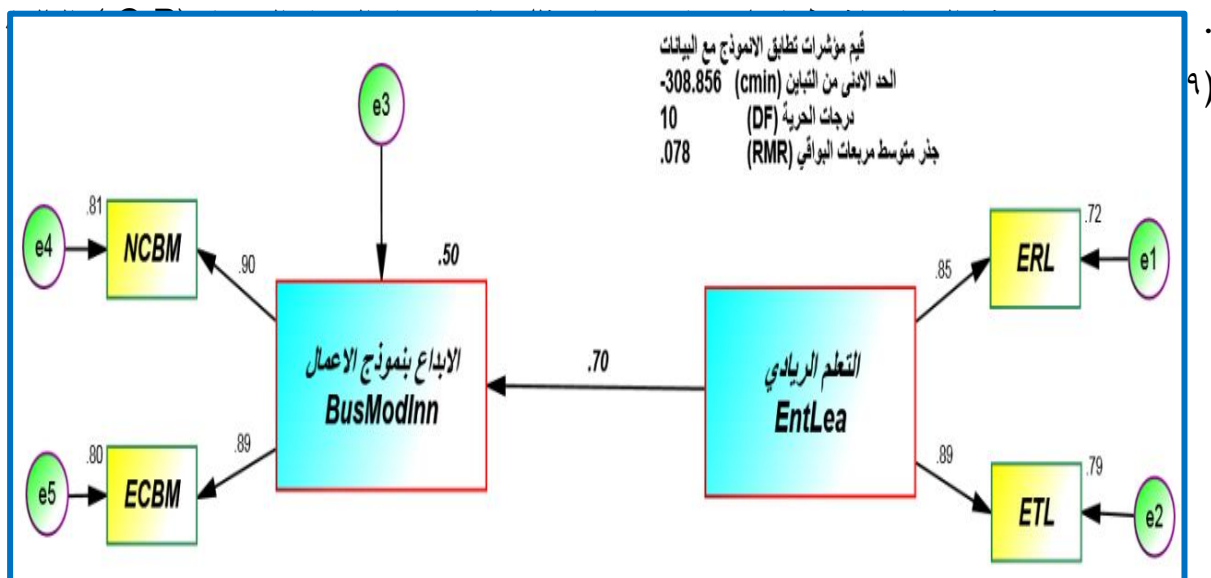 قيم مؤشرات تطابق الانموذج مع البيانات
الحد الادنى من التباين (cmin) -308.856
درجات الحرية (DF) 10
جذر متوسط مربعات البواقي (RMR) .078
٩)
e3
.81
.50
.72
e4
NCBM
.90
.85
ERL
e1
الابداع بنموذج الاعمال
BusModInn
.70
التعلم الريادي
EntLea
.80
.89
.89
.79
e5
ECBM
ETL
e2